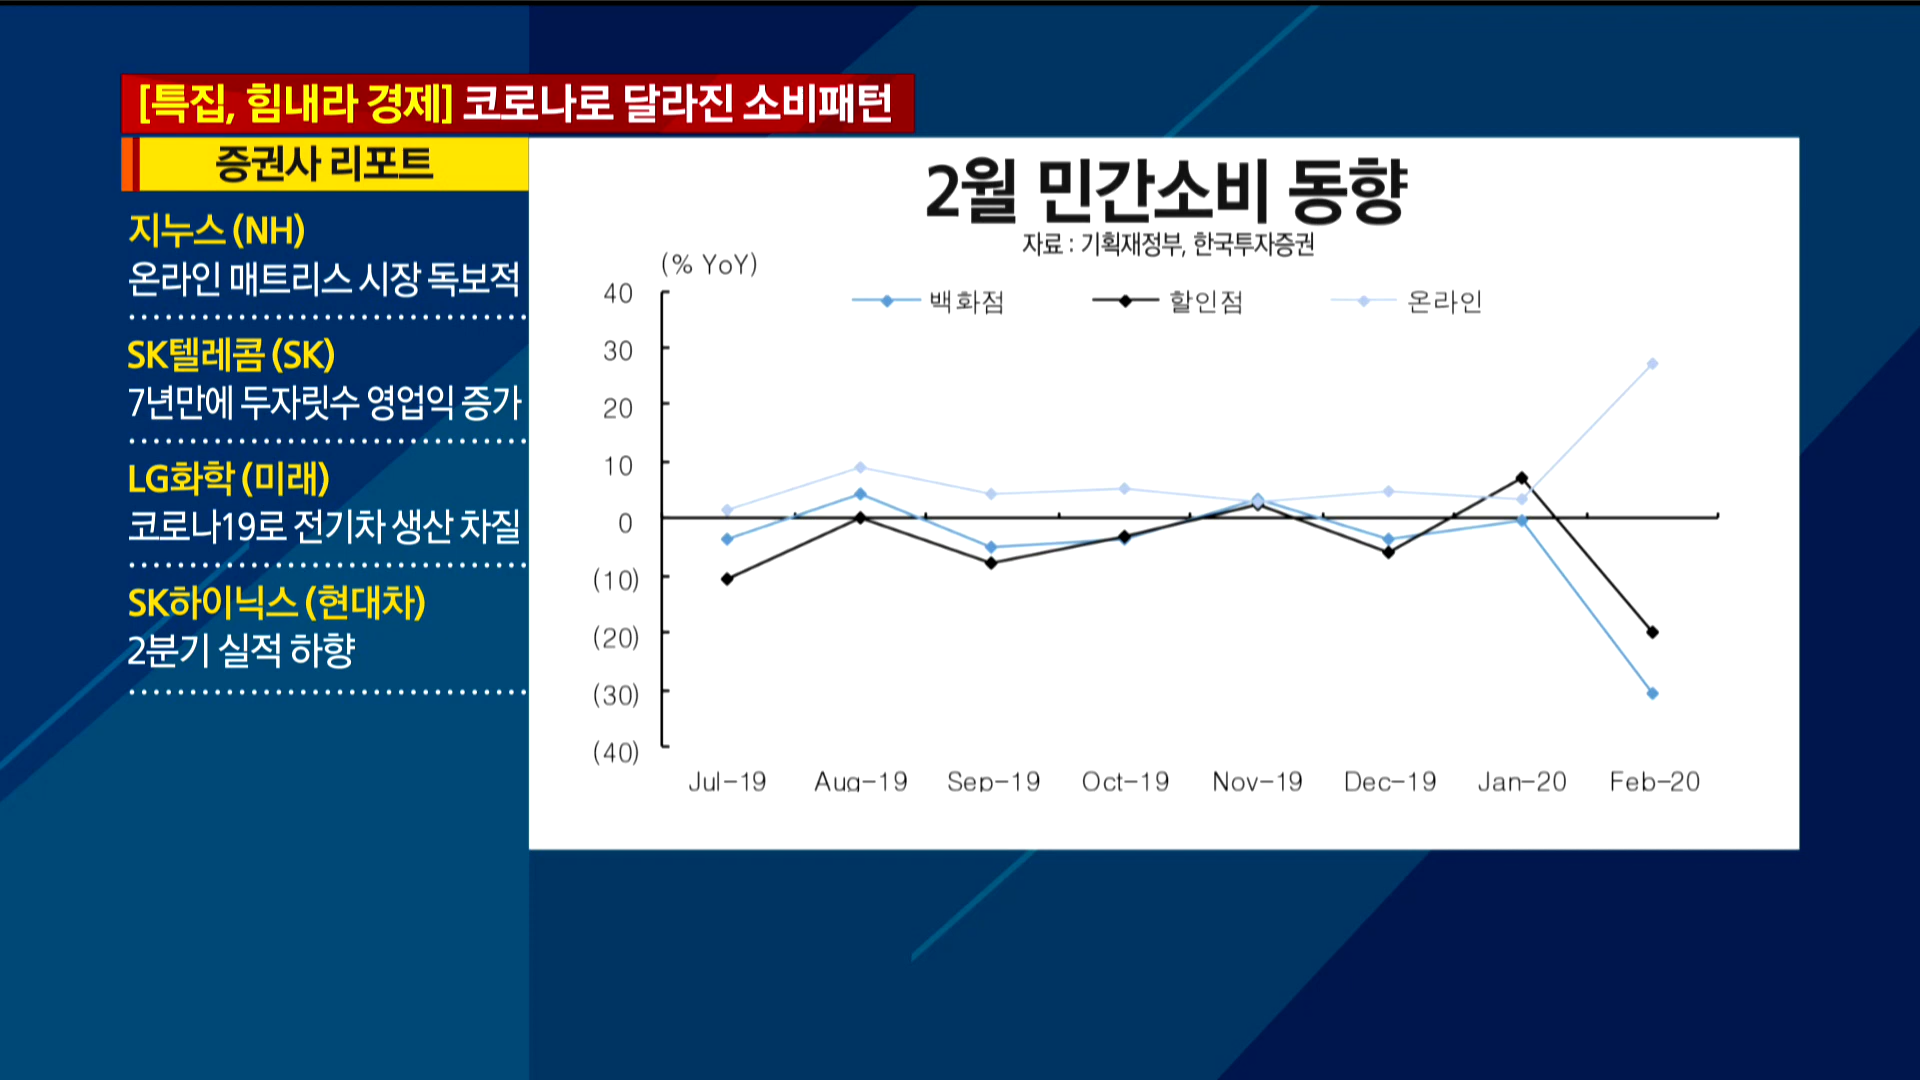 [특집, 힘내라 경제] 코로나로 달라진 소비패턴
증권사 리포트
지누스 (NH)
온라인 매트리스 시장 독보적
SK텔레콤 (SK)
7년만에 두자릿수 영업익 증가
LG화학 (미래)
코로나19로 전기차 생산 차질
SK하이닉스 (현대차)
2분기 실적 하향
2월 민간소비 동향
자료 : 기획재정부, 한국투자증권
(% YoY)
백화점 할인점 온라인
40
30
20
10
0
(10)
(20)
(30)
(40)
Jul-19 Aug-19 Sep-19 Oct-19 Nov-19 Dec-19 Jan-20 Feb-20